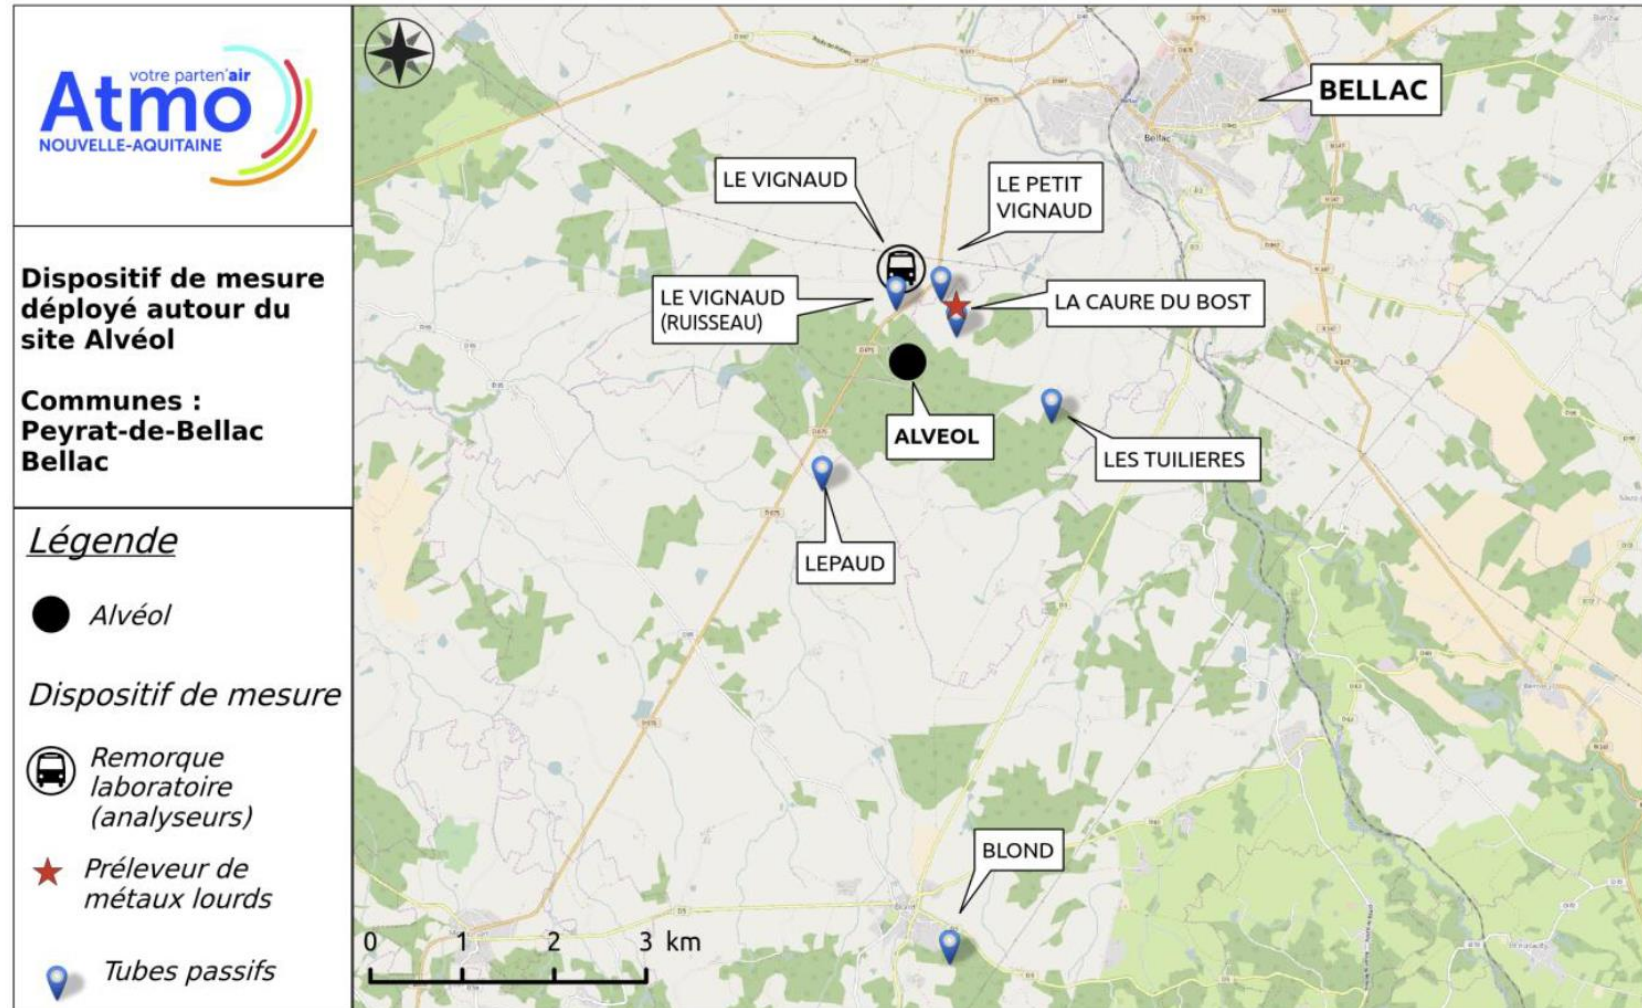 votre parten'air
Atmo
NOUVELLE-AQUITAINE
Dispositif de mesure
déployé autour du
site Alvéol
Communes :
Peyrat-de-Bellac
Bellac
Légende
Alvéol
Dispositif de mesure
Remorque
laboratoire
(analyseurs)
Préleveur de
métaux lourds
Tubes passifs
BELLAC
Bellac
LE VIGNAUD
LE PETIT
VIGNAUD
LE VIGNAUD
(RUISSEAU)
LA CAURE DU BOST
ALVEOL
LES TUILIERES
LEPAUD
BLOND
0 1 2 3 km